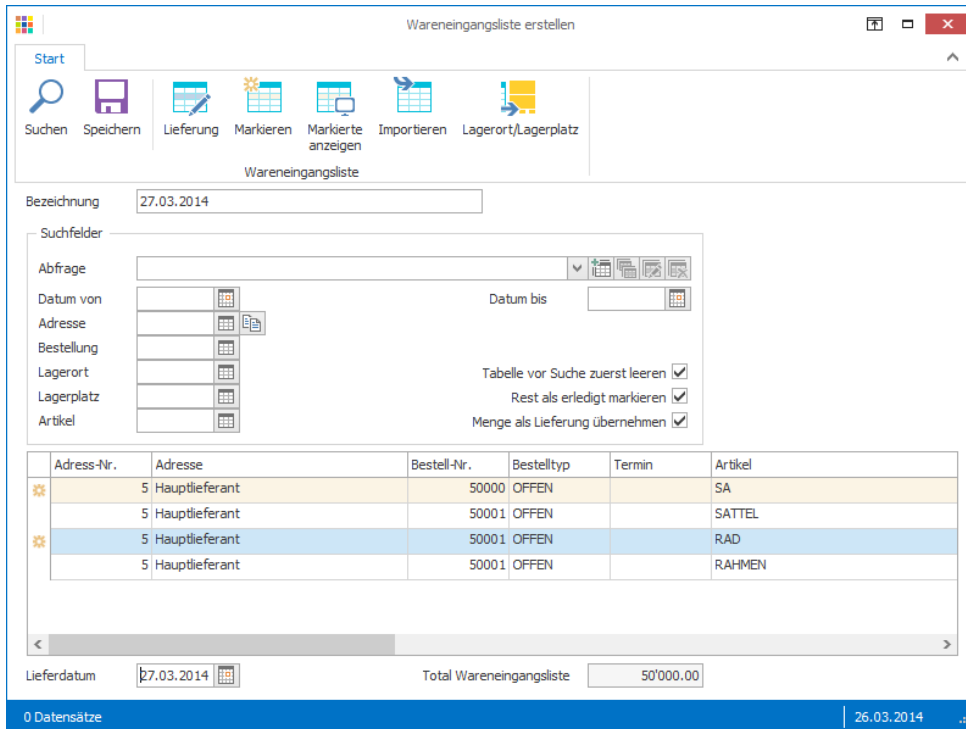 Wareneingangsliste erstellen
Start
Suchen Speichern Lieferung Markieren Markierte anzeigen Importieren Lagerort/Lagerplatz
Wareneingangsliste
Bezeichnung 27.03.2014
Suchfelder
Abfrage
Datum von Datum bis
Adresse
Bestellung
Lagerort Tabelle vor Suche zuerst leeren
Lagerplatz Rest als erledigt markieren
Artikel Menge als Lieferung übernehmen
Adress-Nr. Adresse Bestell-Nr. Bestelltyp Termin Artikel
5 Hauptlieferant 50000 OFFEN SA
5 Hauptlieferant 50001 OFFEN SATTEL
5 Hauptlieferant 50001 OFFEN RAD
5 Hauptlieferant 50001 OFFEN RAHMEN
Lieferdatum 27.03.2014 Total Wareneingangsliste 50'000.00
0 Datensätze 26.03.2014